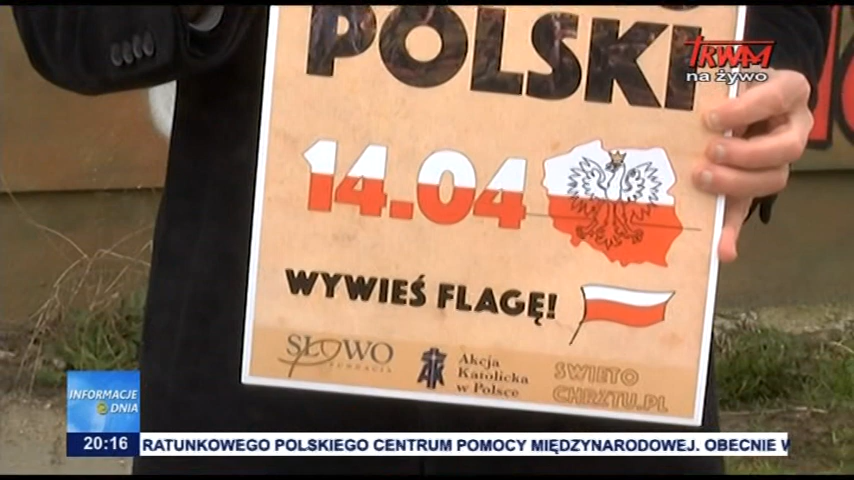 POLSKI
TRWAM
na żywo
14.04
WYWIEŚ FLAGĘ!
SŁOWO
FUNDACJA
Akcja
Katolicka
w Polsce
SWIETO
CHRZTU.PL
INFORMACJE
DNIA
20:16
RATUNKOWEGO POLSKIEGO CENTRUM POMOCY MIĘDZYNARODOWEJ. OBECNIE